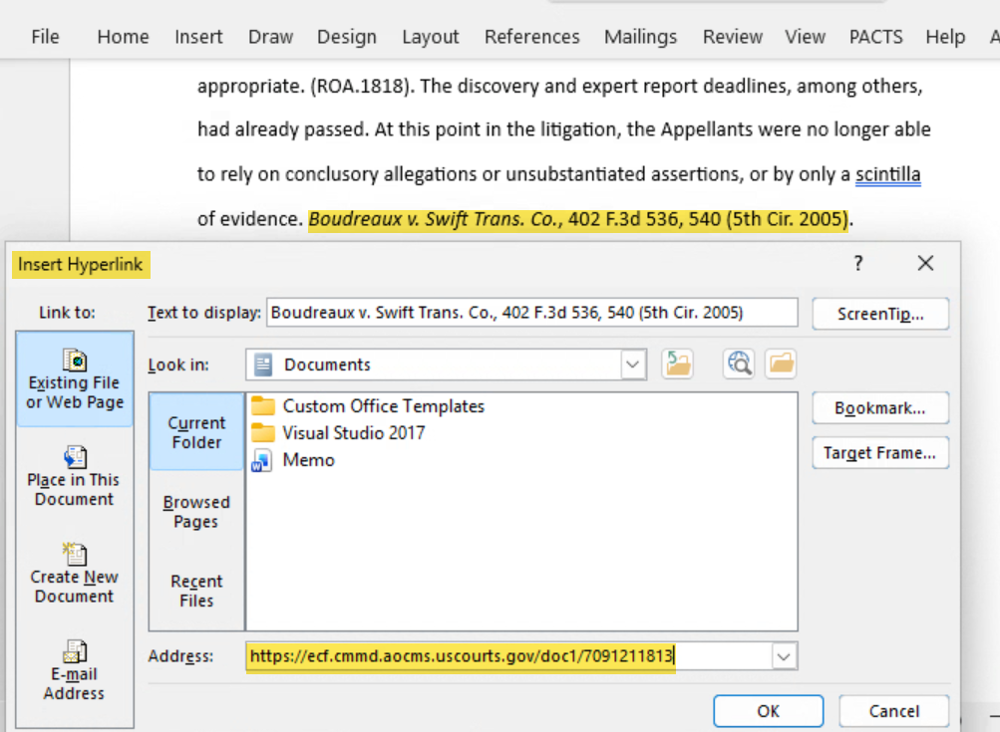 File Home Insert Draw Design Layout References Mailings Review View PACTS Help A
appropriate. (ROA.1818). The discovery and expert report deadlines, among others,
had already passed. At this point in the litigation, the Appellants were no longer able
to rely on conclusory allegations or unsubstantiated assertions, or by only a scintilla
of evidence. Boudreaux v. Swift Trans. Co., 402 F.3d 536, 540 (5th Cir. 2005).
Insert Hyperlink ?
Link to: Text to display: Boudreaux v. Swift Trans. Co., 402 F.3d 536, 540 (5th Cir. 2005) ScreenTip...
Existing File
or Web Page
Place in This
Document
Create New
Document
E-mail
Address
Look in: Documents
Current
Folder
Browsed
Pages
Recent
Files
Custom Office Templates
Visual Studio 2017
Memo
Bookmark...
Target Frame...
Address: https://ecf.cmmd.aocms.uscourts.gov/doc1/7091211813
OK Cancel